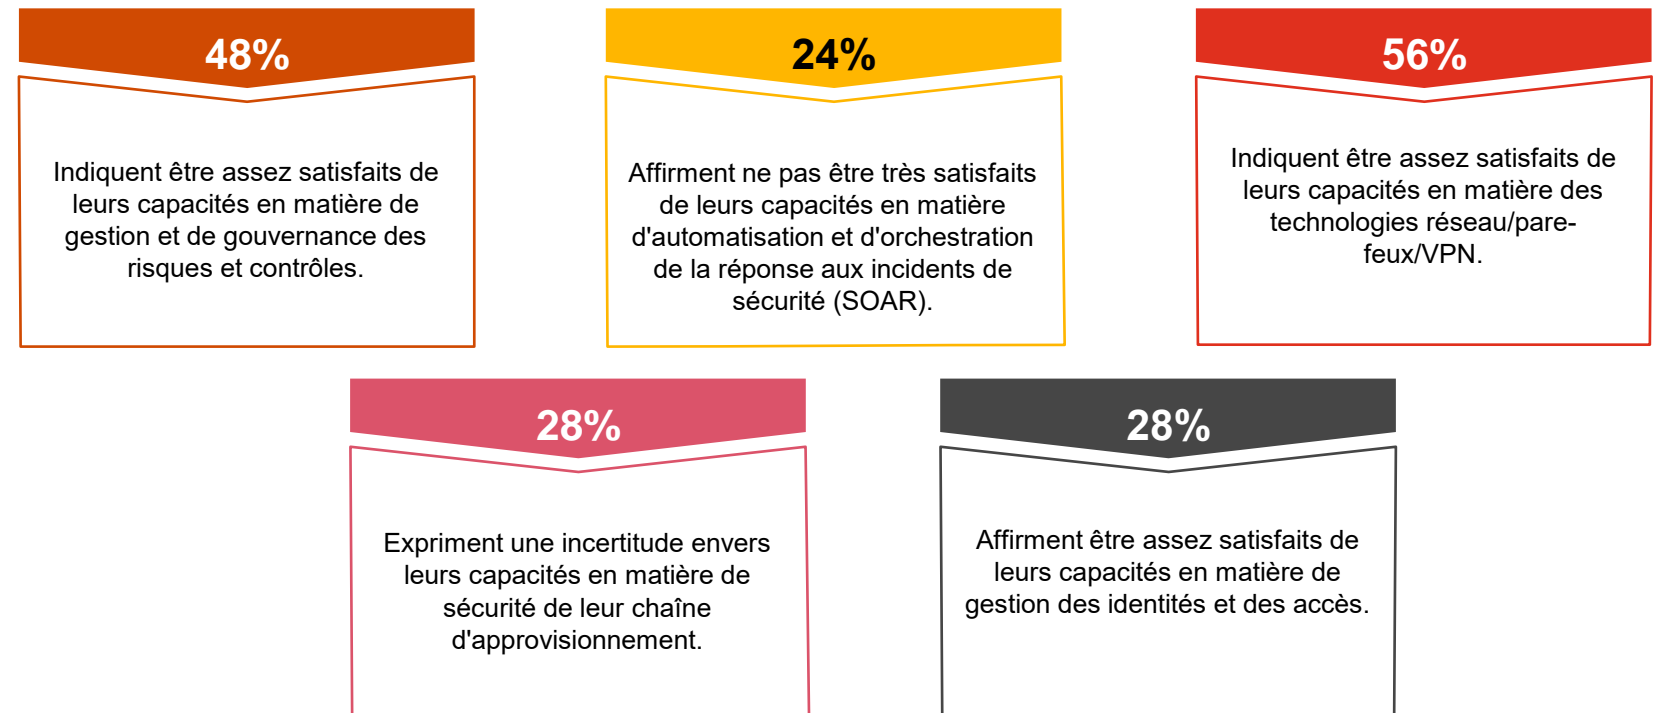 48%
Indiquent être assez satisfaits de
leurs capacités en matière de
gestion et de gouvernance des
risques et contrôles.
24%
Affirment ne pas être très satisfaits
de leurs capacités en matière
d'automatisation et d'orchestration
de la réponse aux incidents de
sécurité (SOAR).
56%
Indiquent être assez satisfaits de
leurs capacités en matière des
technologies réseau/pare-
feux/VPN.
28%
Expriment une incertitude envers
leurs capacités en matière de
sécurité de leur chaîne
d'approvisionnement.
28%
Affirment être assez satisfaits de
leurs capacités en matière de
gestion des identités et des accès.